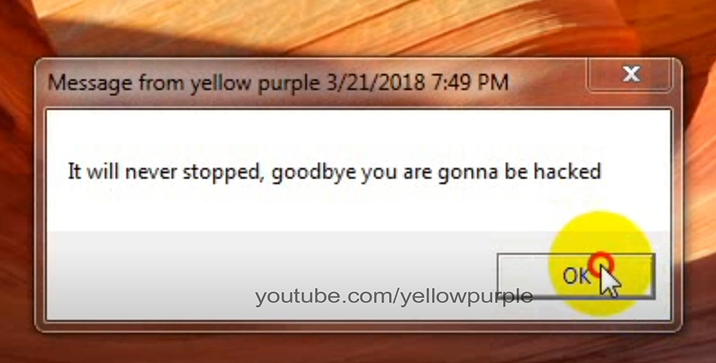 Message from yellow purple 3/21/2018 7:49 PM
It will never stopped, goodbye you are gonna be hacked
OK
youtube.com/yellowpurple